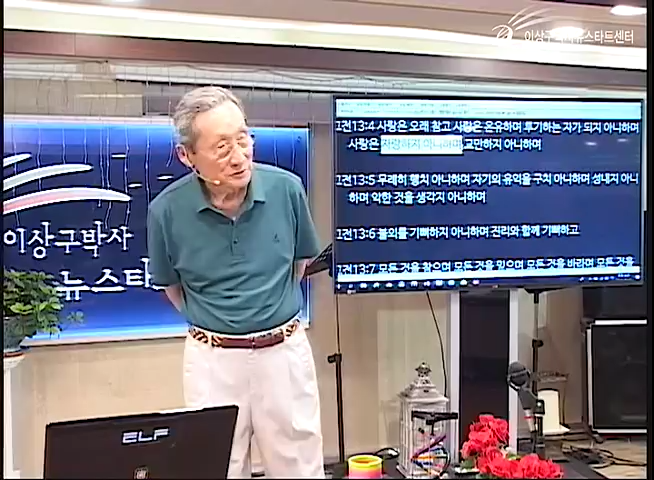 이상구박사뉴스타트센터
고전13:4 사랑은 오래 참고 사랑은 온유하며 투기하는 자가 되지 아니하며
사랑은 자랑하지 아니하며 교만하지 아니하며
고전13:5 무례히 행치 아니하며 자기의 유익을 구치 아니하며 성내지 아니
하며 악한 것을 생각지 아니하며
고전13:6 불의를 기뻐하지 아니하며 진리와 함께 기뻐하고
고전13:7 모든 것을 참으며 모든 것을 믿으며 모든 것을 바라며 모든 것을
이상구박사
뉴스타
ELF